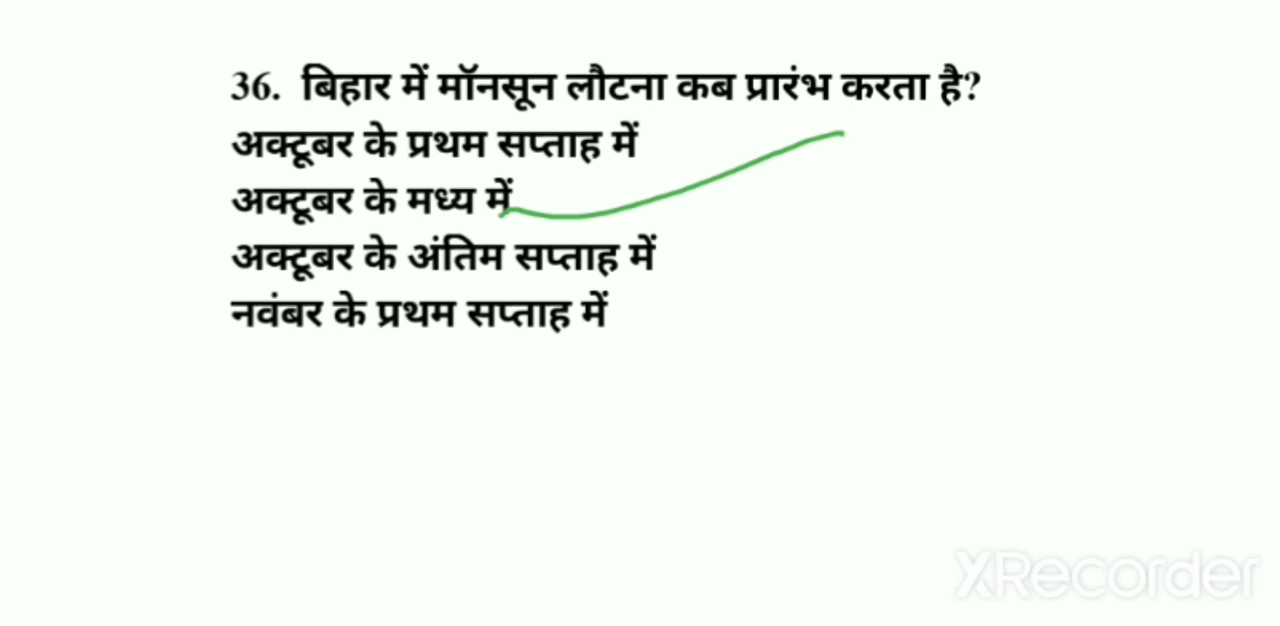 36. बिहार में मॉनसून लौटना कब प्रारंभ करता है?
अक्टूबर के प्रथम सप्ताह में
अक्टूबर के मध्य में
अक्टूबर के अंतिम सप्ताह में
नवंबर के प्रथम सप्ताह में
XRecorder